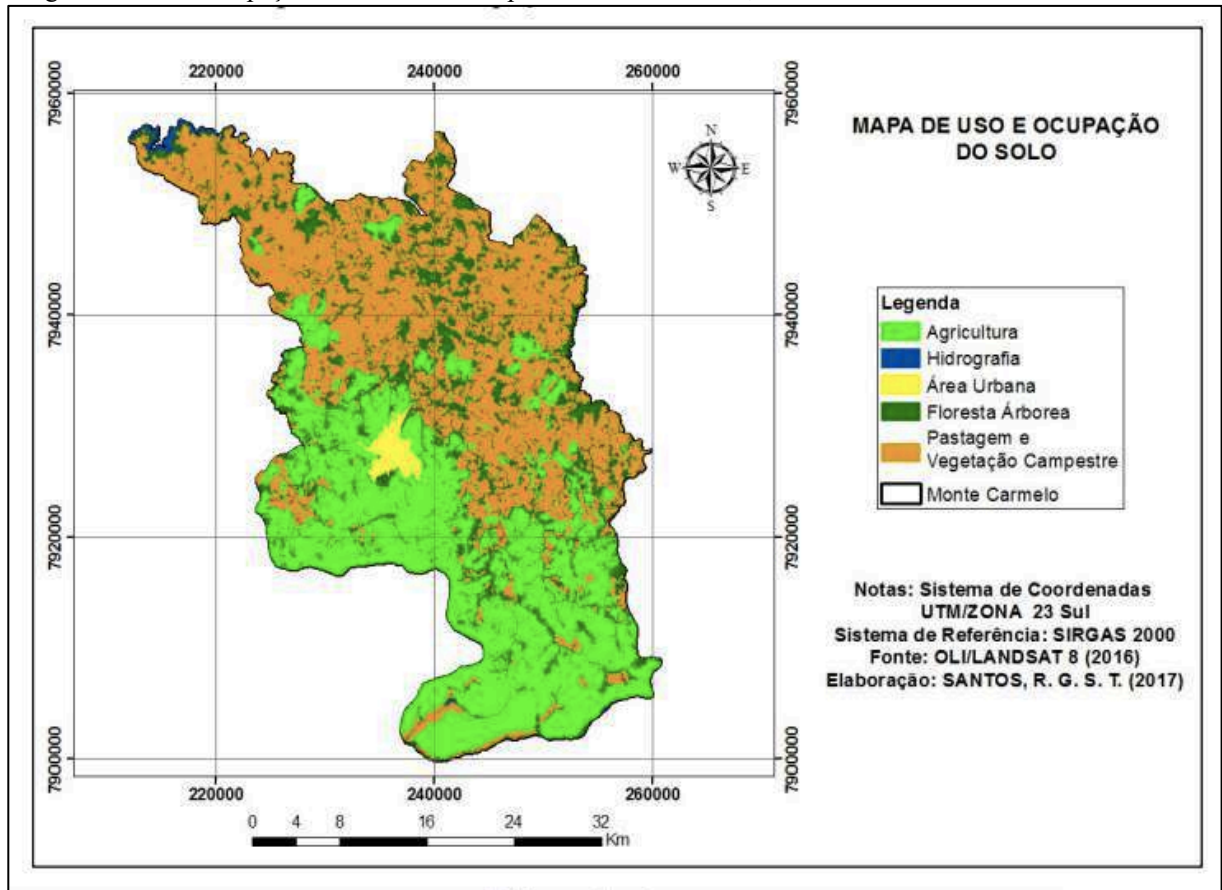 220000 240000 260000
7960000 7960000
MAPA DE USO E OCUPAÇÃO
DO SOLO
N
W E
S
Legenda
Agricultura
Hidrografia
Área Urbana
Floresta Árborea
Pastagem e
Vegetação Campestre
Monte Carmelo
7940000 7940000
7920000 7920000
Notas: Sistema de Coordenadas
UTM/ZONA 23 Sul
Sistema de Referência: SIRGAS 2000
Fonte: OLI/LANDSAT 8 (2016)
Elaboração: SANTOS, R. G. S. T. (2017)
7900000 7900000
220000 240000 260000
0 4 8 16 24 32
Km